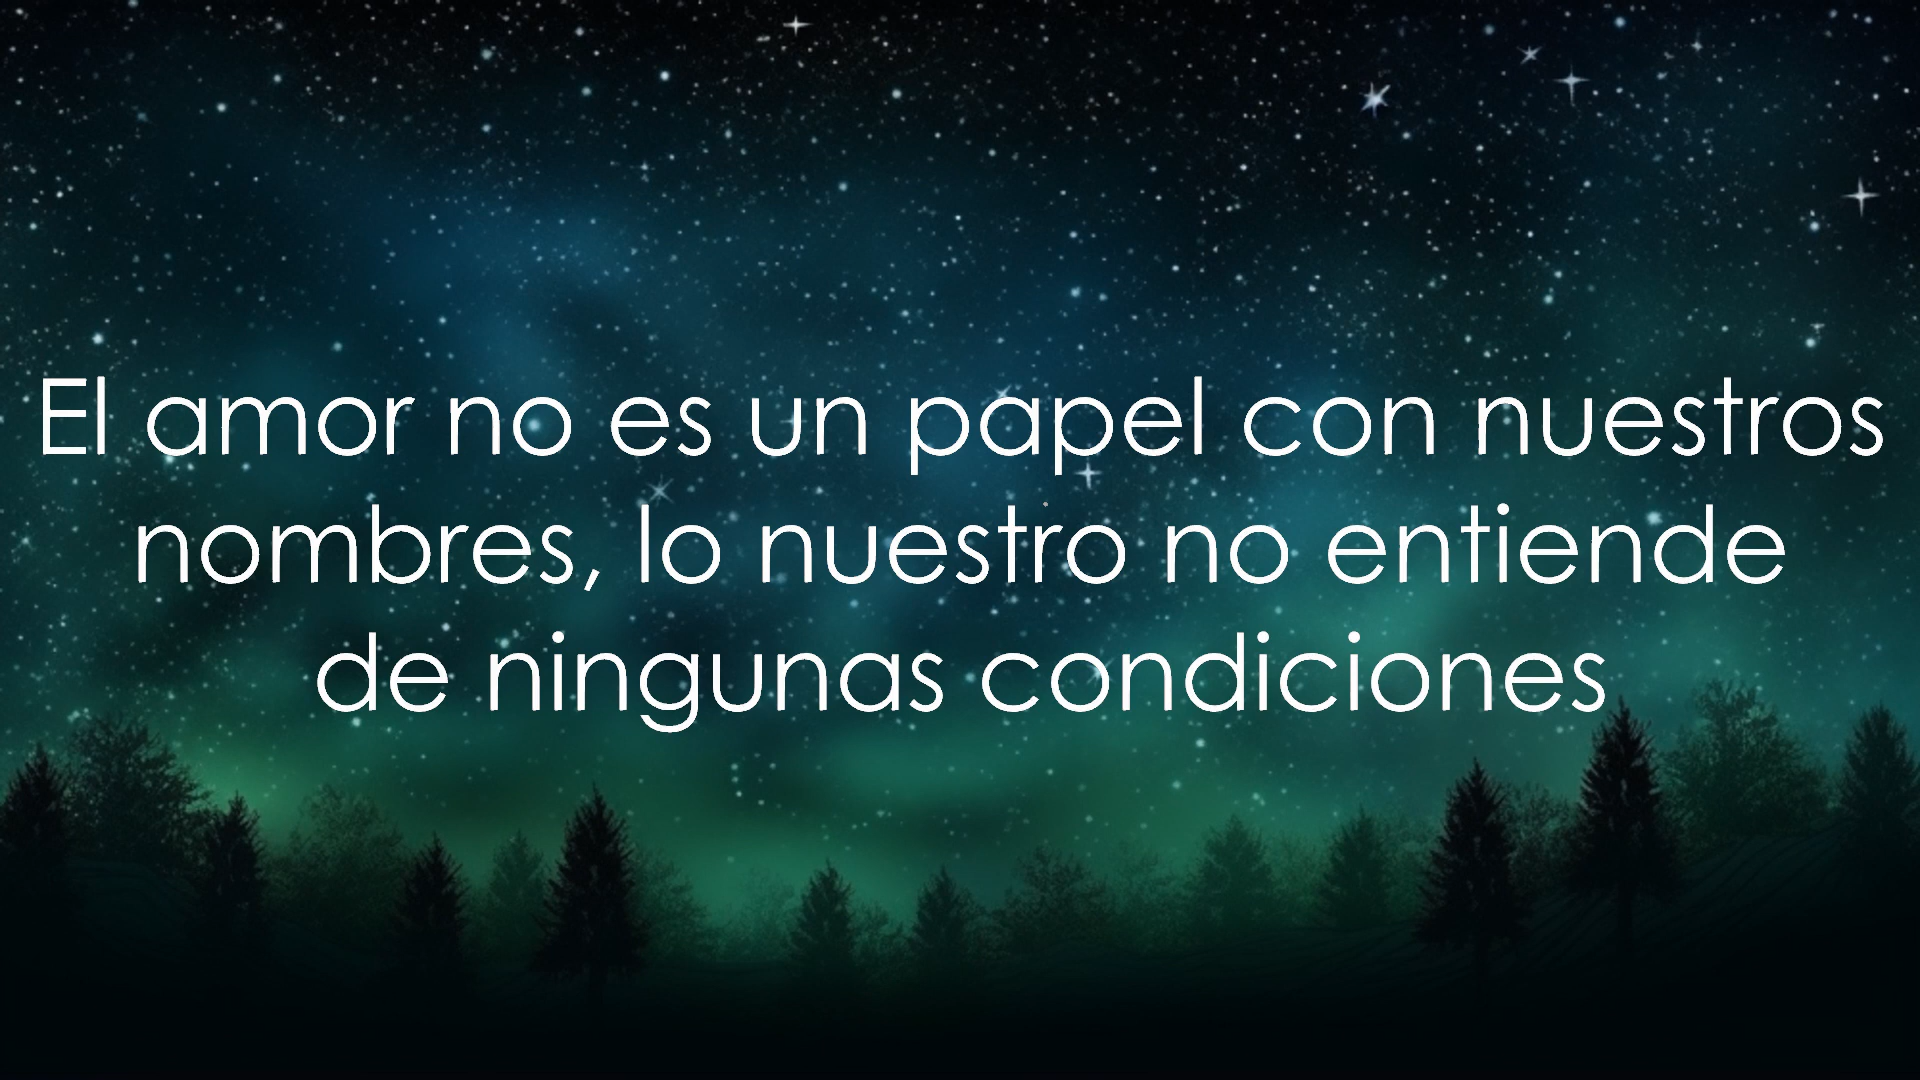 El amor no es un papel con nuestros
nombres, lo nuestro no entiende
de ningunas condiciones